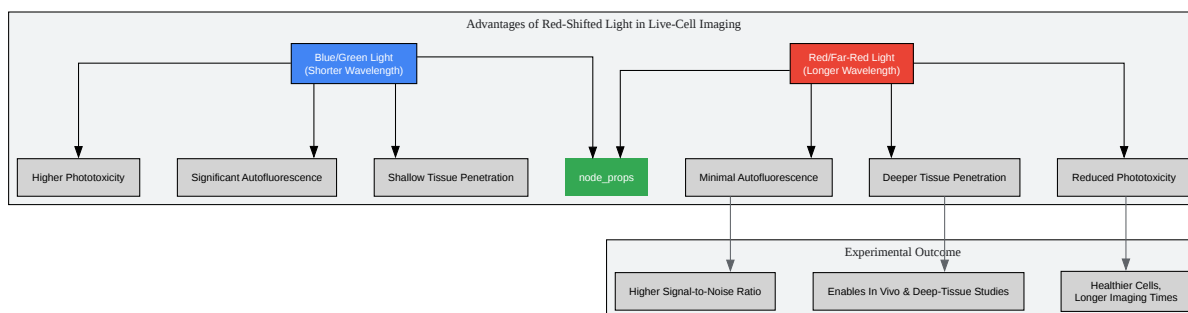 Advantages of Red-Shifted Light in Live-Cell Imaging
Blue/Green Light
(Shorter Wavelength)
Red/Far-Red Light
(Longer Wavelength)
Higher Phototoxicity
Significant Autofluorescence
Shallow Tissue Penetration
node_props
Minimal Autofluorescence
Deeper Tissue Penetration
Reduced Phototoxicity
Experimental Outcome
Higher Signal-to-Noise Ratio
Enables In Vivo & Deep-Tissue Studies
Healthier Cells,
Longer Imaging Times